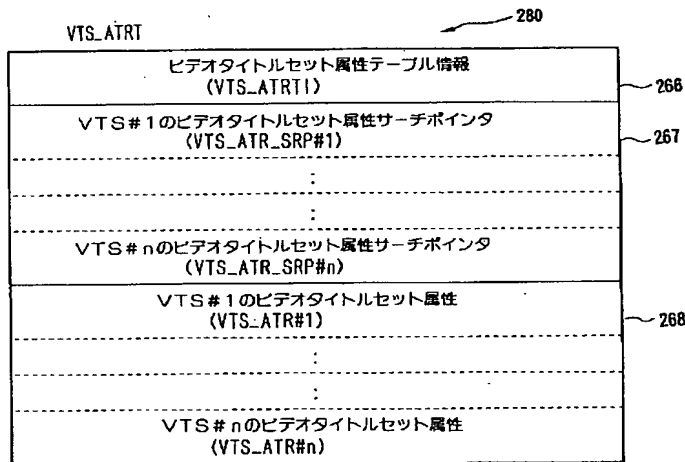 VTS_ATRT
280
ビデオタイトルセット属性テーブル情報
(VTS_ATRTI)
266
VTS#1のビデオタイトルセット属性サーチポインタ
(VTS_ATR_SRP#1)
267
:
:
VTS#nのビデオタイトルセット属性サーチポインタ
(VTS_ATR_SRP#n)
VTS#1のビデオタイトルセット属性
(VTS_ATR#1)
268
:
:
VTS#nのビデオタイトルセット属性
(VTS_ATR#n)